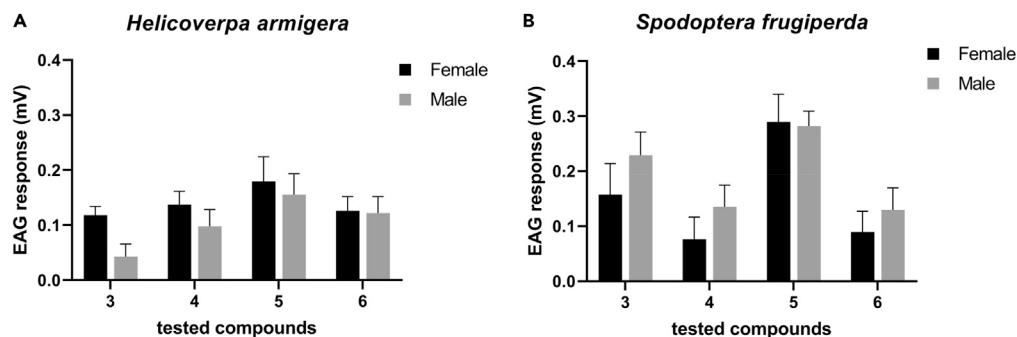 A
Helicoverpa armigera
Female
Male
EAG response (mV)
0.4
0.3
0.2
0.1
0.0
3 4 5 6
tested compounds
B
Spodoptera frugiperda
Female
Male
EAG response (mV)
0.4
0.3
0.2
0.1
0.0
3 4 5 6
tested compounds